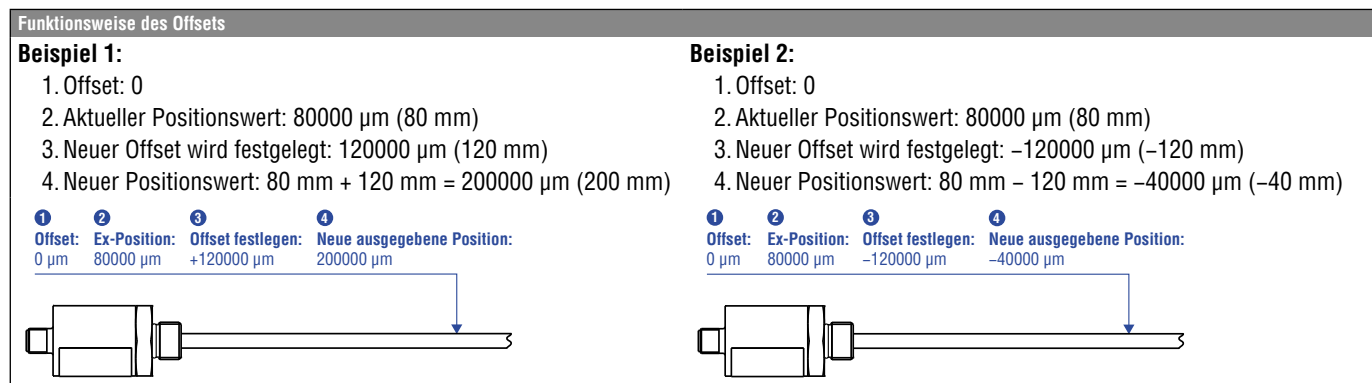 Funktionsweise des Offsets
Beispiel 1:
1. Offset: 0
2. Aktueller Positionswert: 80000 µm (80 mm)
3. Neuer Offset wird festgelegt: 120000 µm (120 mm)
4. Neuer Positionswert: 80 mm + 120 mm = 200000 µm (200 mm)
1 2 3 4
Offset: Ex-Position: Offset festlegen: Neue ausgegebene Position:
0 µm 80000 µm +120000 µm 200000 µm
Beispiel 2:
1. Offset: 0
2. Aktueller Positionswert: 80000 µm (80 mm)
3. Neuer Offset wird festgelegt: −120000 µm (−120 mm)
4. Neuer Positionswert: 80 mm − 120 mm = −40000 µm (−40 mm)
1 2 3 4
Offset: Ex-Position: Offset festlegen: Neue ausgegebene Position:
0 µm 80000 µm −120000 µm −40000 µm